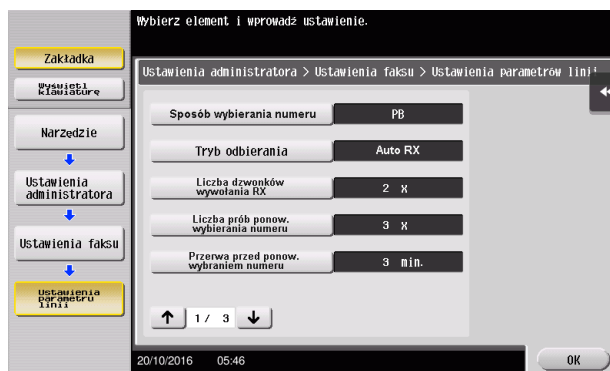 Wybierz element i wprowadź ustawienie.
Zakładka
Wyświetl
klawiaturę
Ustawienia administratora > Ustawienia faksu > Ustawienia parametrów linii
Narzędzie
Ustawienia
administratora
Ustawienia faksu
Ustawienia
parametru
linii
Sposób wybierania numeru
PB
Tryb odbierania
Auto RX
Liczba dzwonków
wywołania RX
2 X
Liczba prób ponow.
wybierania numeru
3 X
Przerwa przed ponow.
wybraniem numeru
3 min.
1 / 3
20/10/2016 05:46
OK